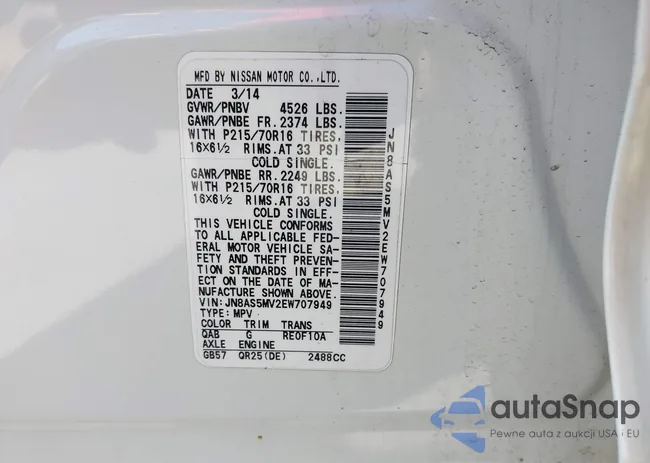 MFD BY NISSAN MOTOR CO.,LTD.
DATE 3/14
GVWR/PNBV 4526 LBS.
GAWR/PNBE FR. 2374 LBS.
WITH P215/70R16 TIRES,
16X6½ RIMS.AT 33 PSI
COLD SINGLE.
GAWR/PNBE RR. 2249 LBS.
WITH P215/70R16 TIRES,
16X6½ RIMS.AT 33 PSI
COLD SINGLE.
THIS VEHICLE CONFORMS
TO ALL APPLICABLE FED-
ERAL MOTOR VEHICLE SA-
FETY AND THEFT PREVEN-
TION STANDARDS IN EFF-
ECT ON THE DATE OF MA-
NUFACTURE SHOWN ABOVE.
VIN: JN8AS5MV2EW707949
TYPE: MPV
COLOR TRIM TRANS
QAB G RE0F10A
AXLE ENGINE
GB57 QR25(DE) 2488CC
JN8AS5MV2EW707949
autaSnap
Pewne auta z aukcji USA i EU